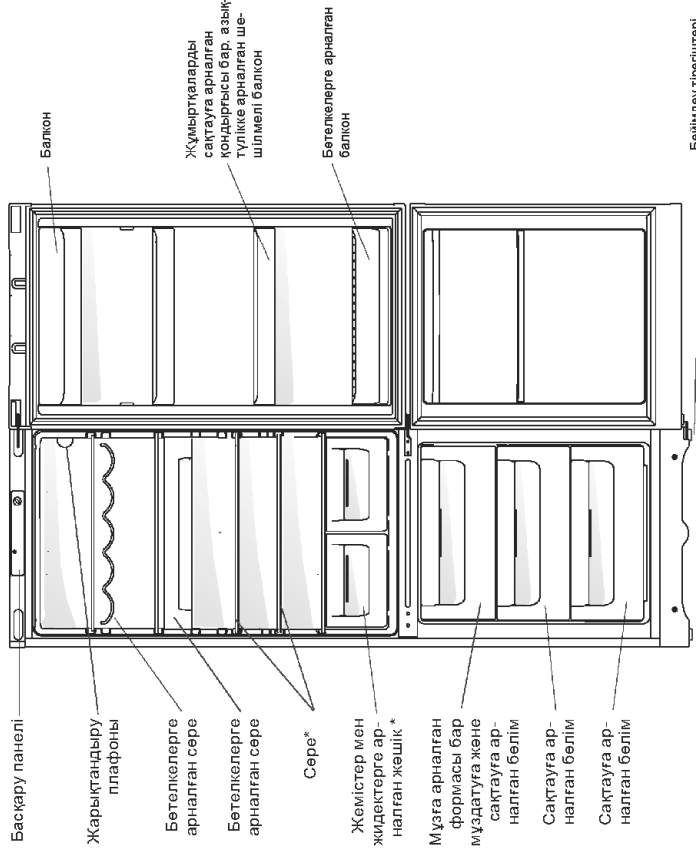 Басқару панелі
Жарықтандыру
плафоны
Бөтелкелерге
арналған сөре
Бөтелкелерге
арналған сөре
Сөре*
Жемістер мен
жидектерге ар-
налған жәшік *
Мұзға арналған
формасы бар
мұздатуға және
сақтауға ар-
налған бөлім
Сақтауға ар-
налған бөлім
Сақтауға ар-
налған бөлім
Балкон
Жұмыртқаларды
сақтауға арналған
қондырғысы бар, азық-
түлікке арналған ше-
шілмелі балкон
Бөтелкелерге арналған
балкон